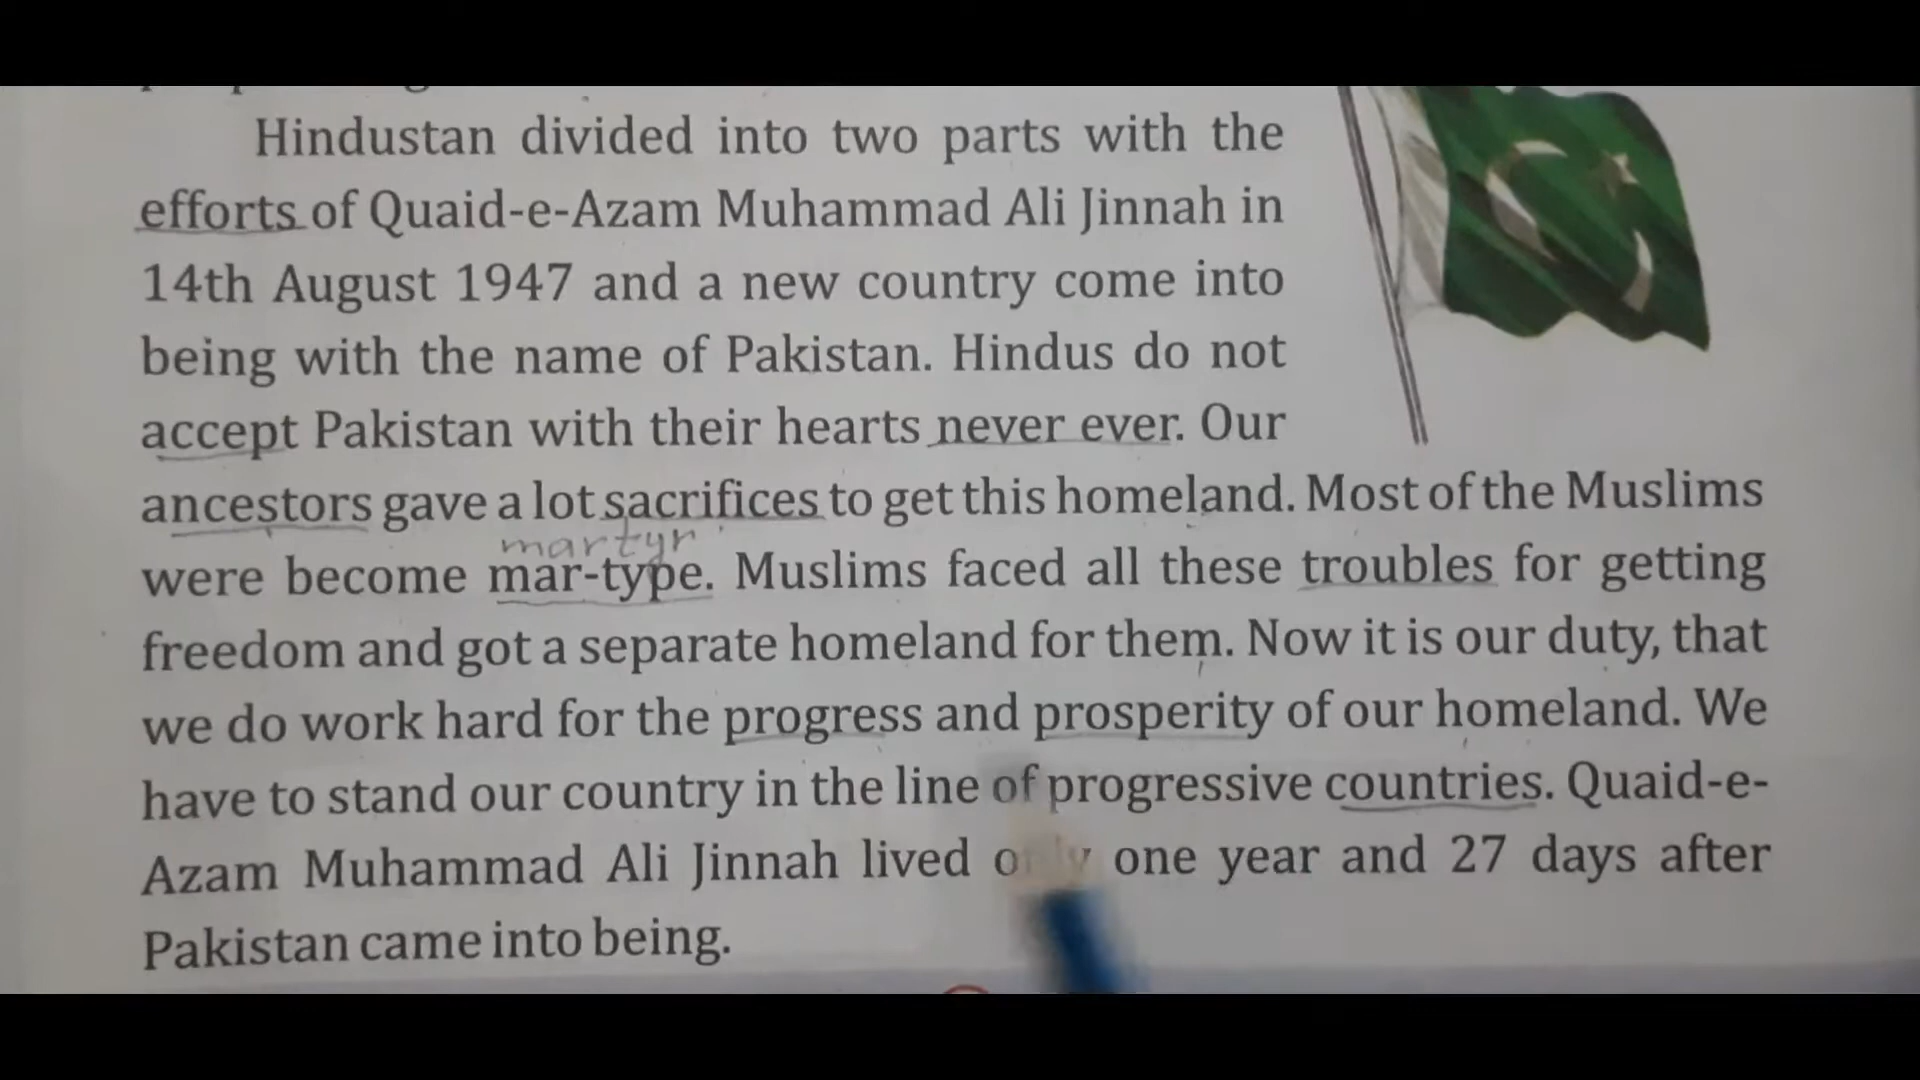 Hindustan divided into two parts with the
efforts of Quaid-e-Azam Muhammad Ali Jinnah in
14th August 1947 and a new country come into
being with the name of Pakistan. Hindus do not
accept Pakistan with their hearts never ever. Our
ancestors gave a lot sacrifices to get this homeland. Most of the Muslims
martyr
were become mar-type. Muslims faced all these troubles for getting
freedom and got a separate homeland for them. Now it is our duty, that
we do work hard for the progress and prosperity of our homeland. We
have to stand our country in the line of progressive countries. Quaid-e-
Azam Muhammad Ali Jinnah lived only one year and 27 days after
Pakistan came into being.